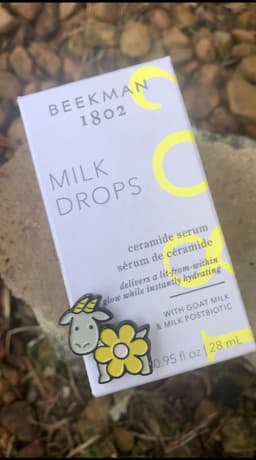 BEEKMAN
1802
MILK
DROPS
ceramide serum
sérum de céramide
delivers a lit-from-within
glow while instantly hydrating
WITH GOAT MILK
& MILK POSTBIOTIC
0.95 fl oz | 28 mL